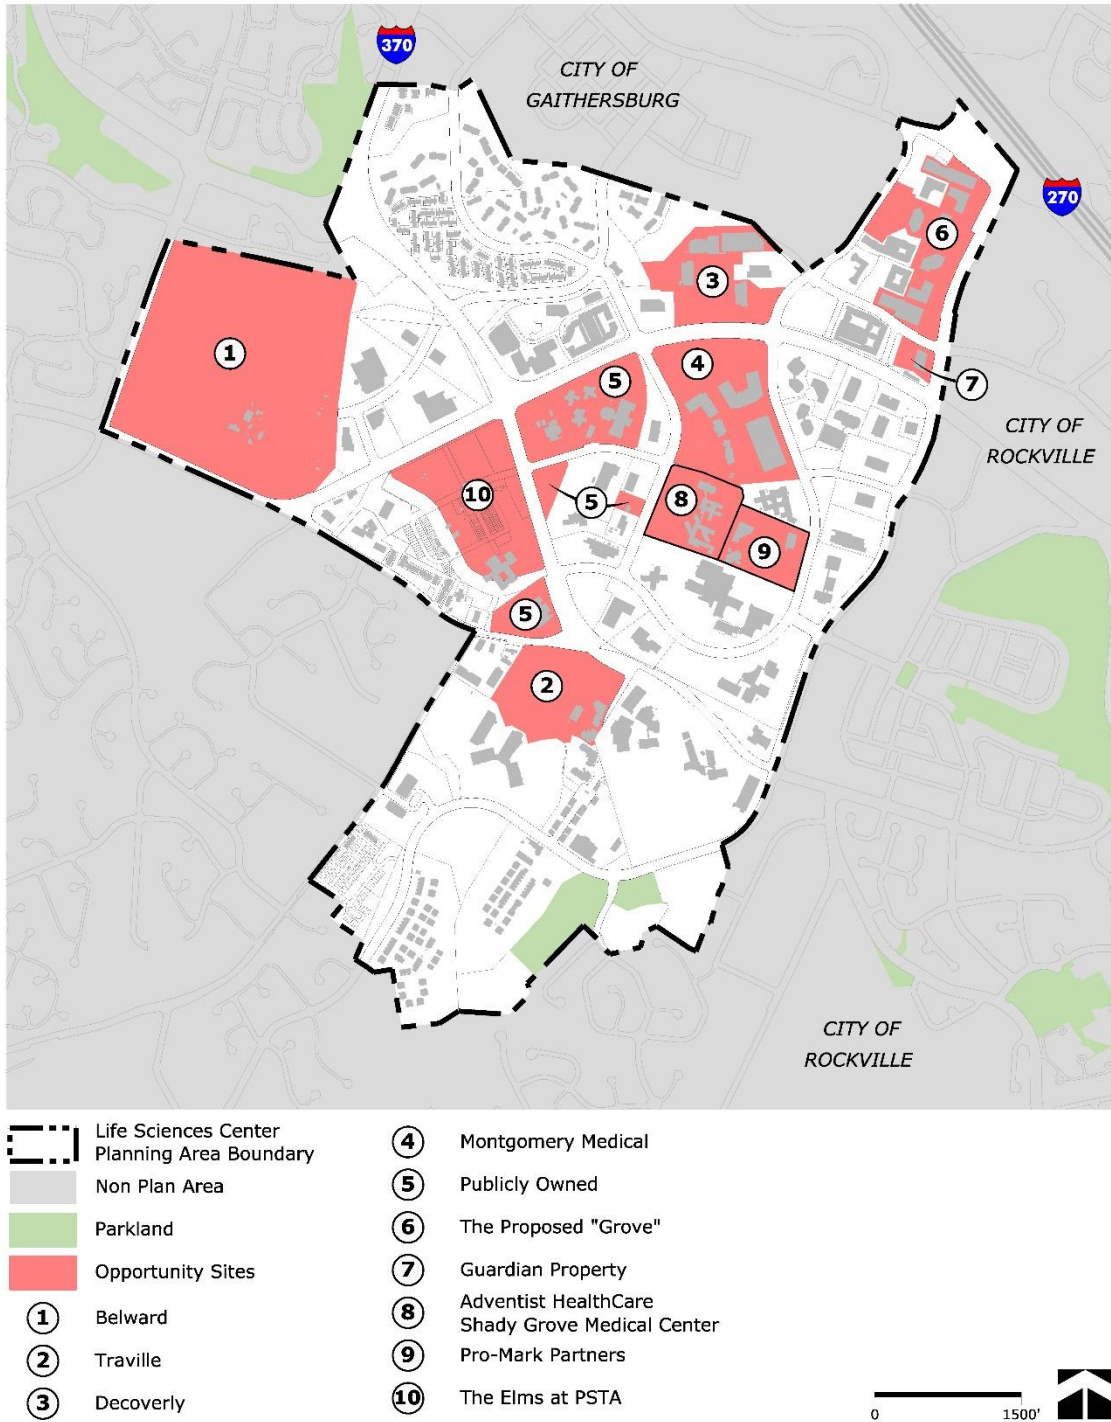 370
CITY OF
GAITHERSBURG
270
6
3
1
4
5
7
CITY OF
ROCKVILLE
10
8
5
9
5
2
CITY OF
ROCKVILLE
Life Sciences Center
Planning Area Boundary
Non Plan Area
Parkland
Opportunity Sites
1 Belward
2 Traville
3 Decoverly
4 Montgomery Medical
5 Publicly Owned
6 The Proposed "Grove"
7 Guardian Property
8 Adventist HealthCare
Shady Grove Medical Center
9 Pro-Mark Partners
10 The Elms at PSTA
0 1500'